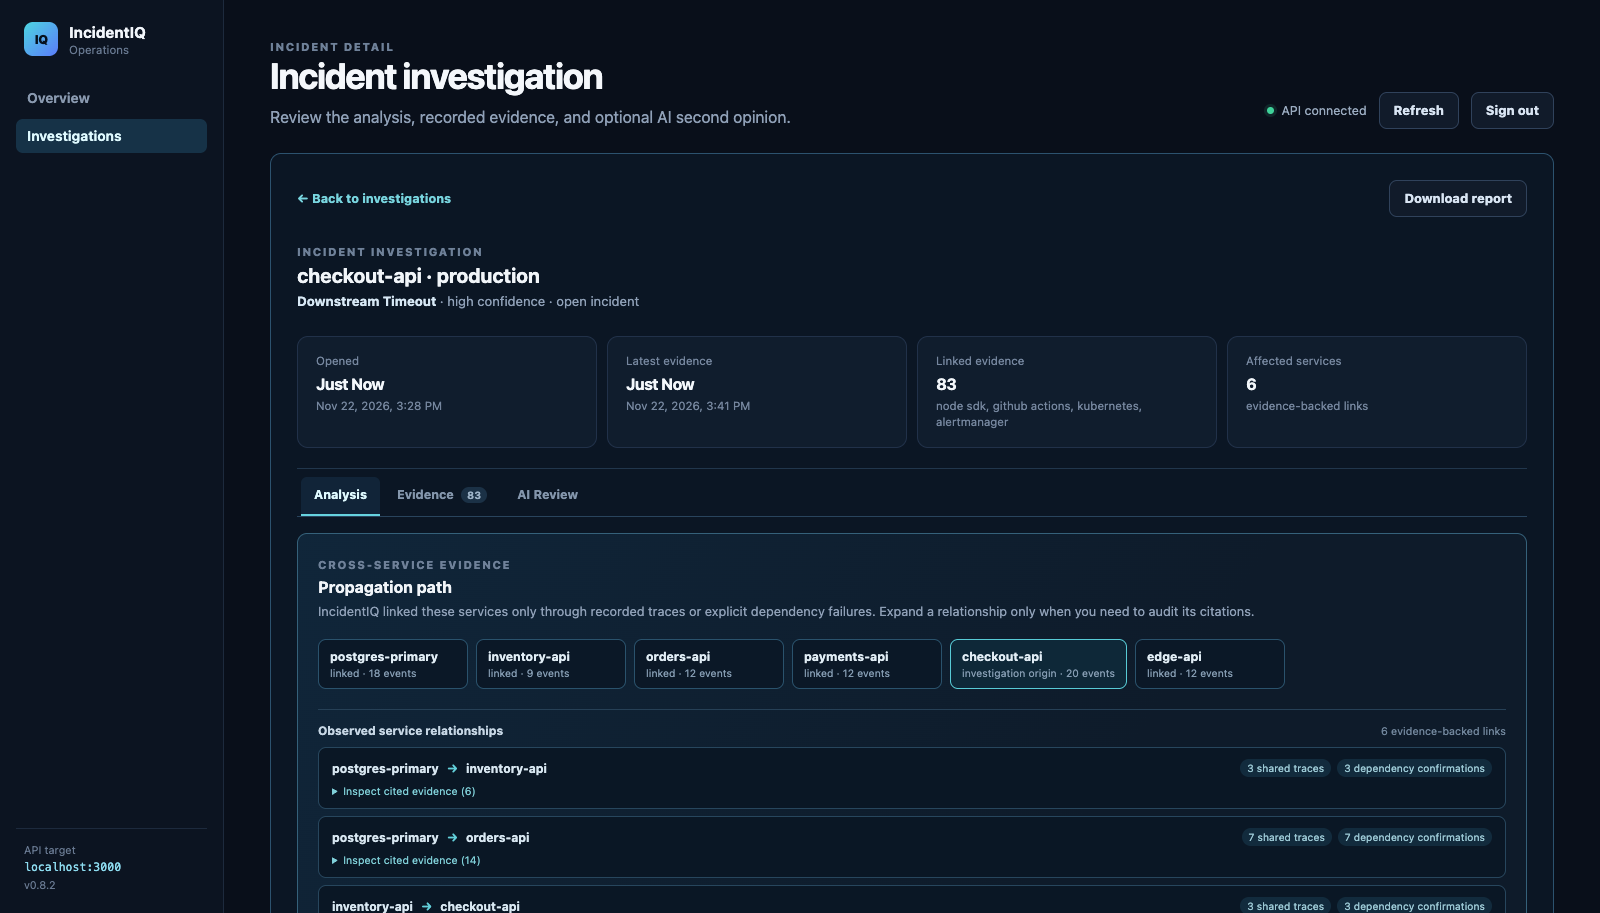 IQ
IncidentIQ
Operations
Overview
Investigations
API target
localhost:3000
v0.8.2
INCIDENT DETAIL
Incident investigation
Review the analysis, recorded evidence, and optional AI second opinion.
API connected
Refresh
Sign out
← Back to investigations
Download report
INCIDENT INVESTIGATION
checkout-api · production
Downstream Timeout · high confidence · open incident
Opened
Just Now
Nov 22, 2026, 3:28 PM
Latest evidence
Just Now
Nov 22, 2026, 3:41 PM
Linked evidence
83
node sdk, github actions, kubernetes,
alertmanager
Affected services
6
evidence-backed links
Analysis
Evidence 83
AI Review
CROSS-SERVICE EVIDENCE
Propagation path
IncidentIQ linked these services only through recorded traces or explicit dependency failures. Expand a relationship only when you need to audit its citations.
postgres-primary
linked · 18 events
inventory-api
linked · 9 events
orders-api
linked · 12 events
payments-api
linked · 12 events
checkout-api
investigation origin · 20 events
edge-api
linked · 12 events
Observed service relationships
6 evidence-backed links
postgres-primary → inventory-api
3 shared traces
3 dependency confirmations
▶ Inspect cited evidence (6)
postgres-primary → orders-api
7 shared traces
7 dependency confirmations
▶ Inspect cited evidence (14)
inventory-api → checkout-api
3 shared traces
3 dependency confirmations